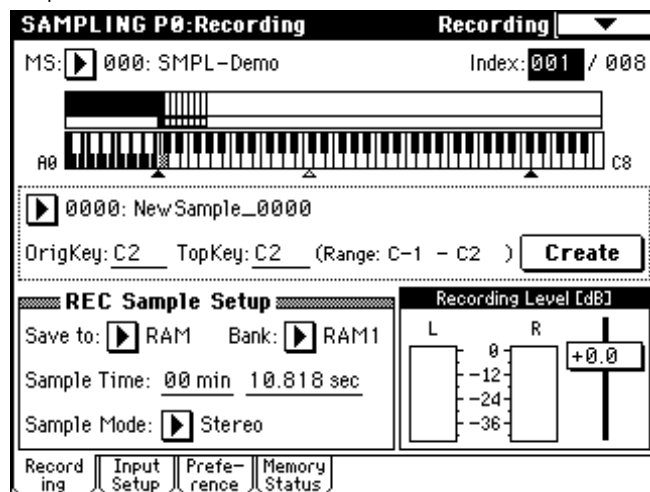 SAMPLING P0:Recording Recording
MS: 000: SMPL-Demo Index: 001 / 008
A0 C8
0000: NewSample_0000
OrigKey: C2 TopKey: C2 (Range: C-1 - C2 ) Create
REC Sample Setup
Save to: RAM Bank: RAM1
Sample Time: 00 min 10.818 sec
Sample Mode: Stereo
Recording Level [dB]
L R
0
-12
-24
-36
+0.0
Record
ing
Input
Setup
Prefe-
rence
Memory
Status